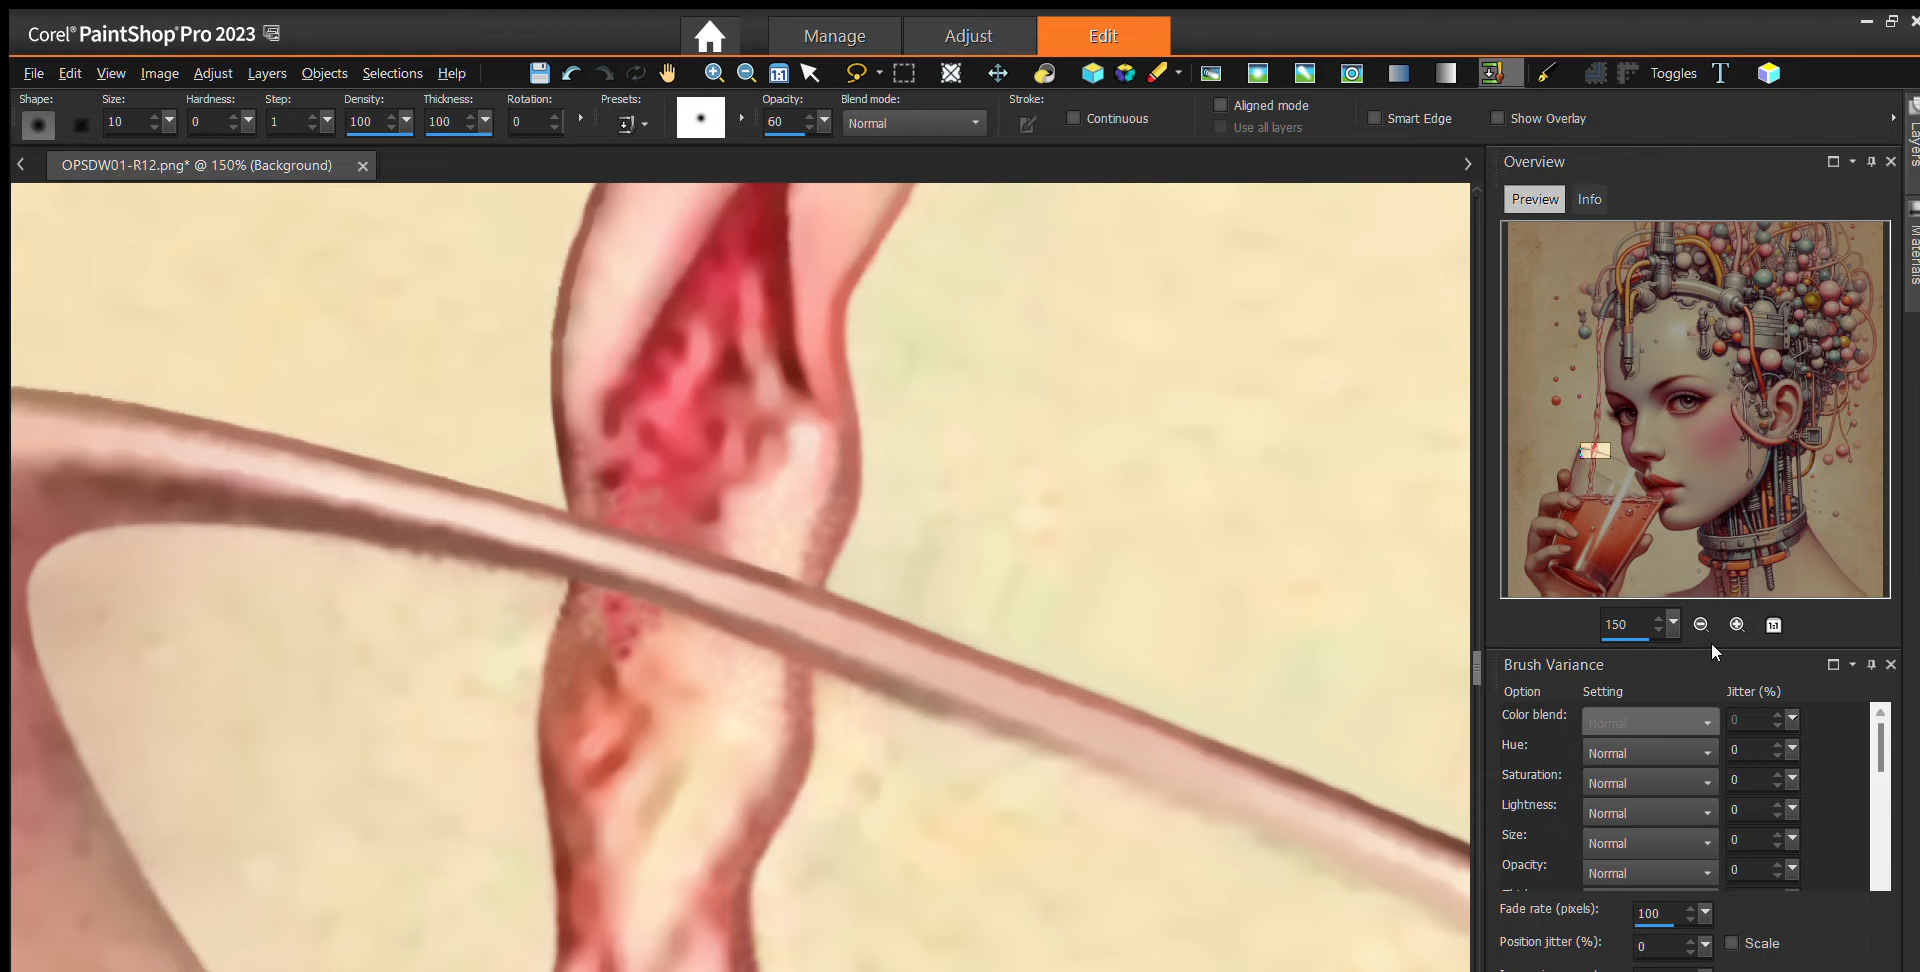 Corel® PaintShop® Pro 2023
Manage
Adjust
Edit
File Edit View Image Adjust Layers Objects Selections Help
1:1
Toggles
Shape: Size: Hardness: Step: Density: Thickness: Rotation: Presets: Opacity: Blend mode: Stroke:
10 0 1 100 100 0 60 Normal
Continuous
Aligned mode
Use all layers
Smart Edge
Show Overlay
OPSDW01-R12.png* @ 150% (Background)
Overview
Preview Info
150
1:1
Brush Variance
Option Setting Jitter (%)
Color blend: Normal 0
Hue: Normal 0
Saturation: Normal 0
Lightness: Normal 0
Size: Normal 0
Opacity: Normal 0
Fade rate (pixels): 100
Position jitter (%): 0 Scale
Layers
Materials